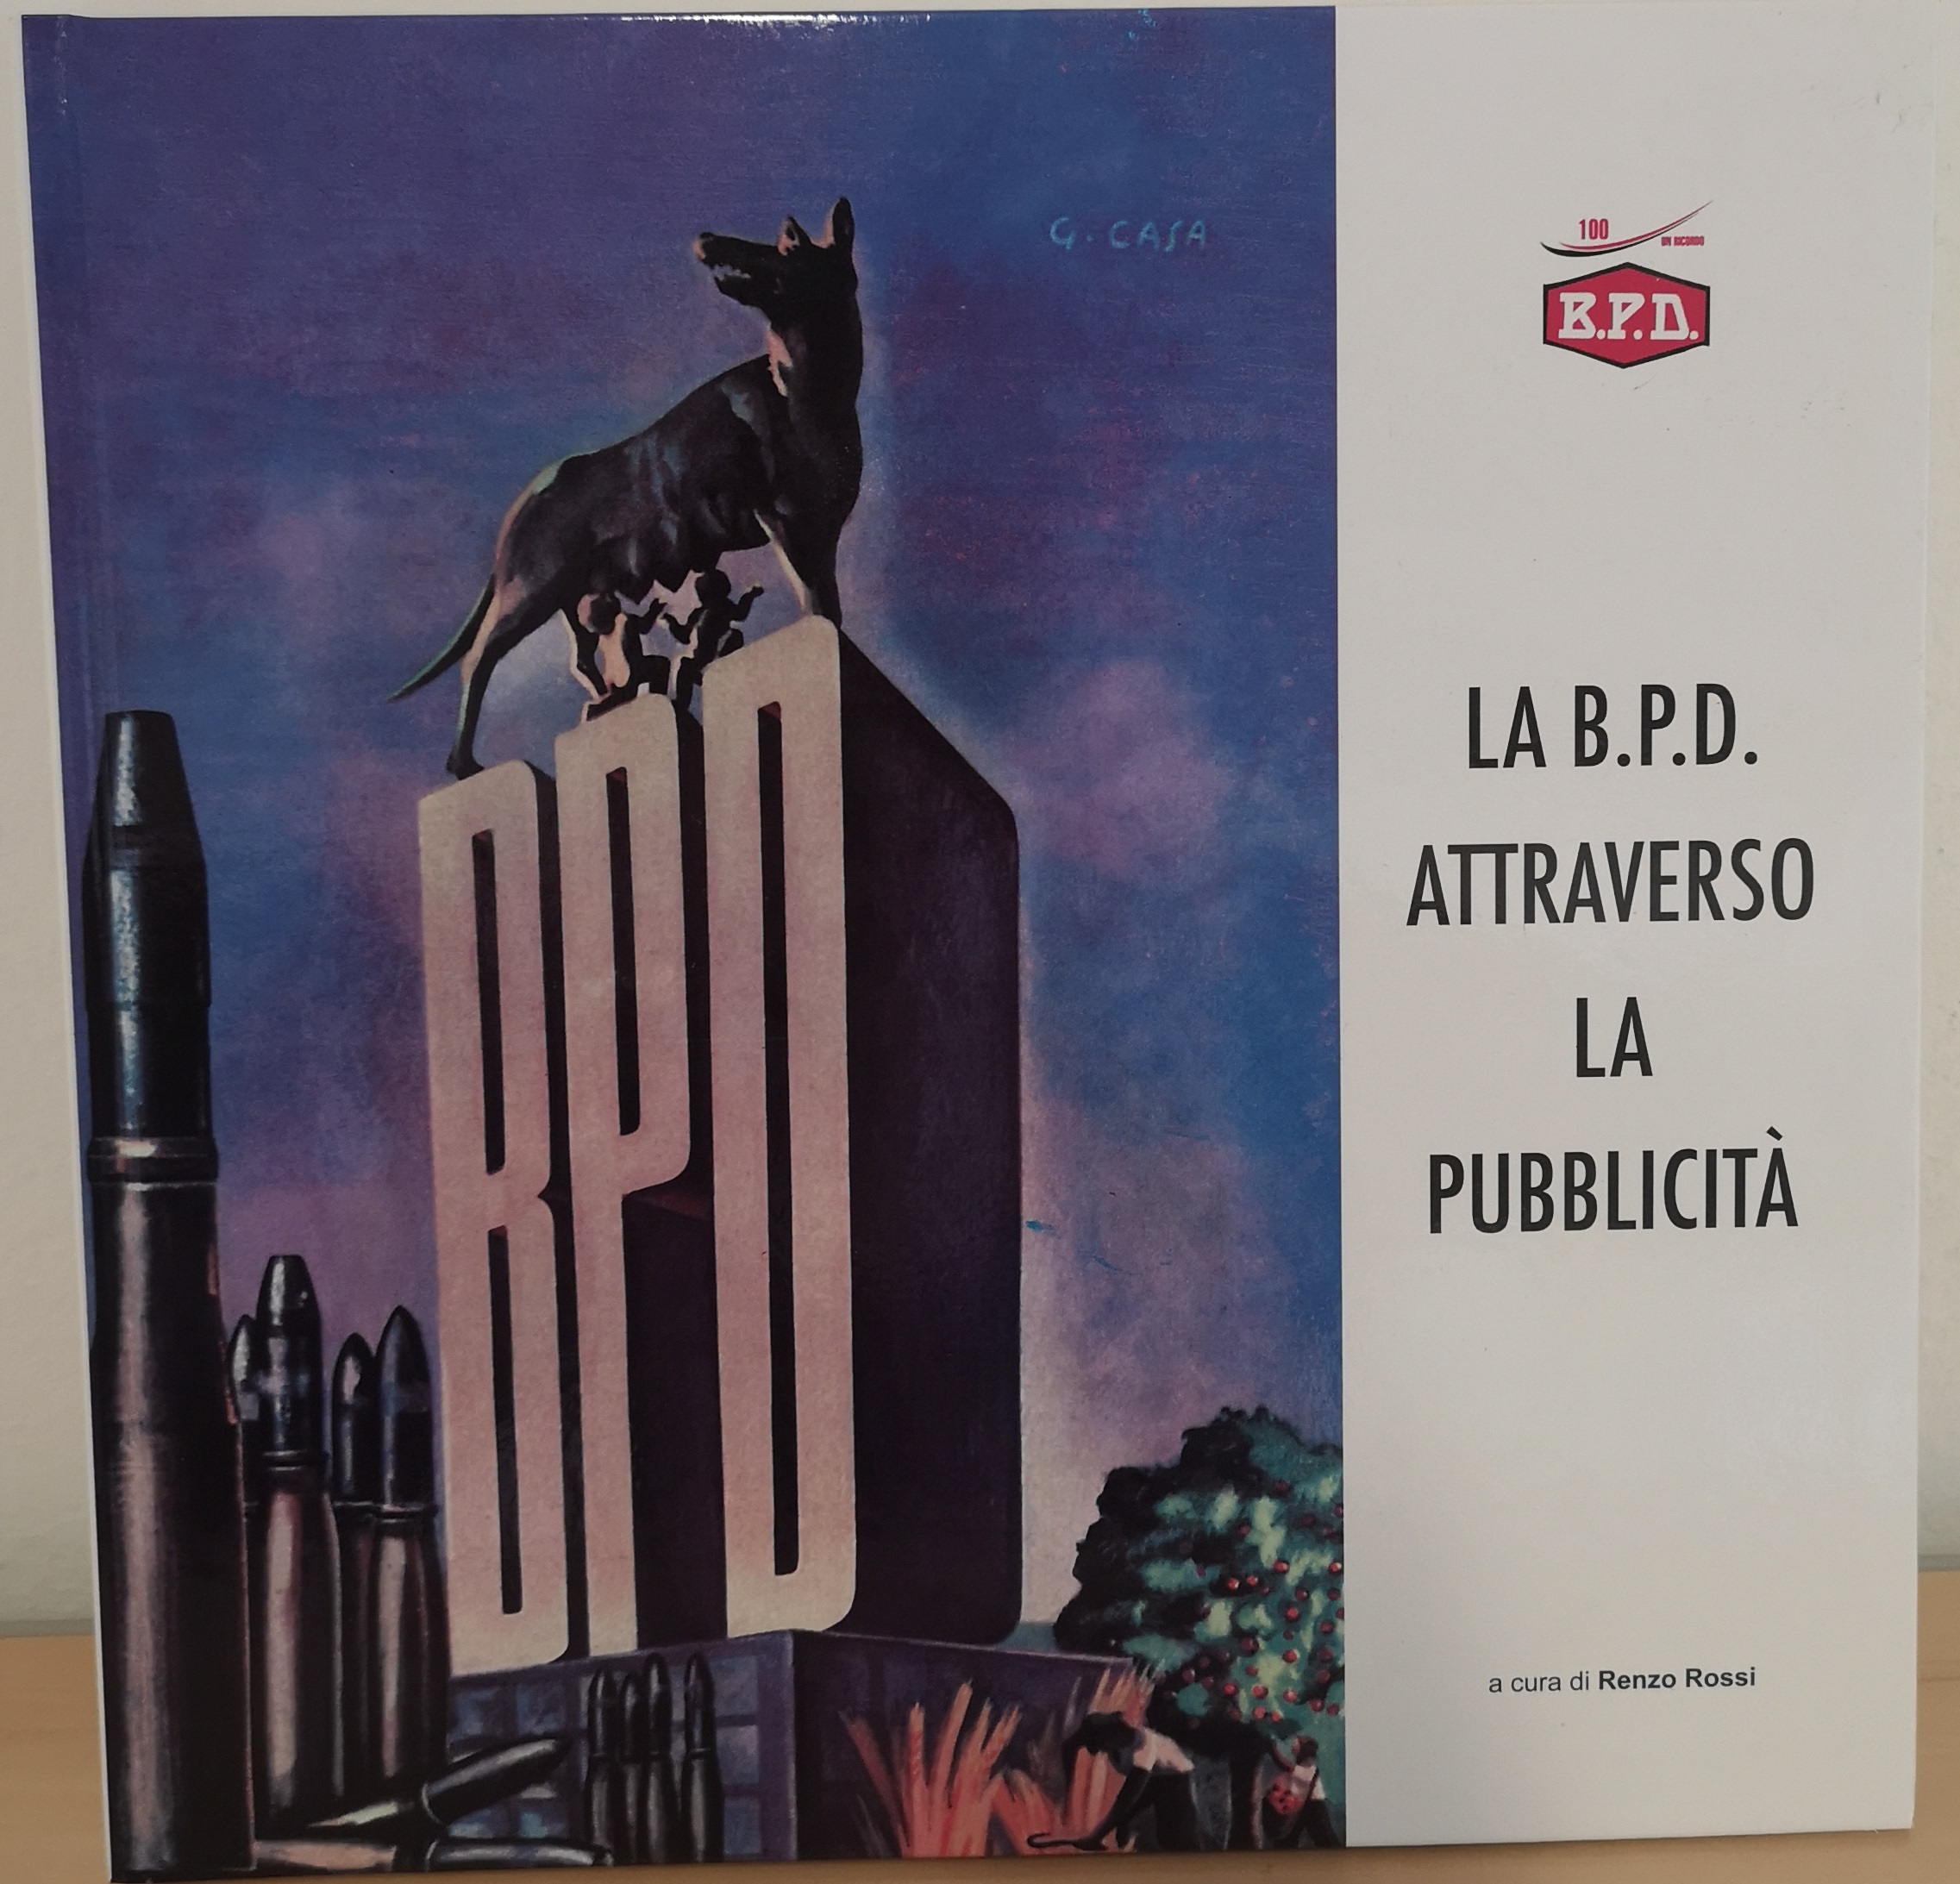 G. CASA
BPD
100
UN RICORDO
B.P.D.
LA B.P.D.
ATTRAVERSO
LA
PUBBLICITÀ
a cura di Renzo Rossi